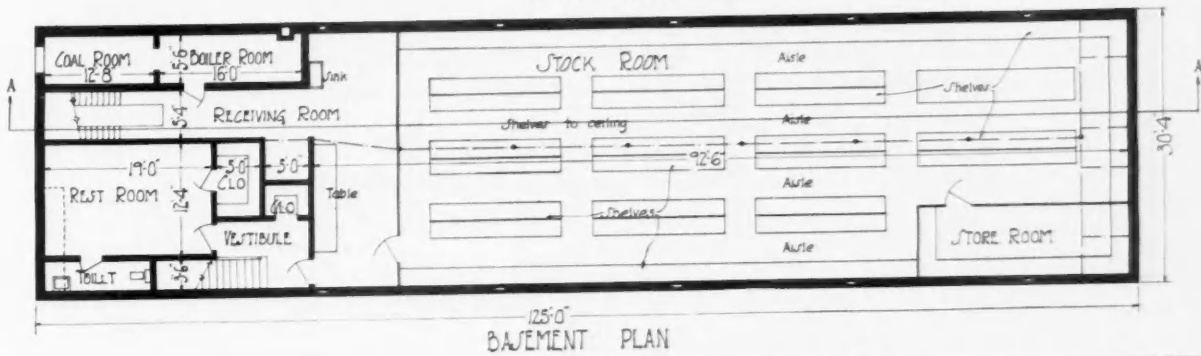 COAL ROOM
12'-8"
5'-6"
BOILER ROOM
16'-0"
Sink
STOCK ROOM
Aisle
Shelves
A
A
5'-4"
RECEIVING ROOM
Shelves to ceiling
Aisle
92'-6"
30'-4"
19'-0"
5'-0"
5'-0"
CLO
REST ROOM
12'-4"
CLO
Table
Aisle
Shelves
VESTIBULE
STORE ROOM
Aisle
TOILET
3'-6"
125'-0"
BASEMENT PLAN